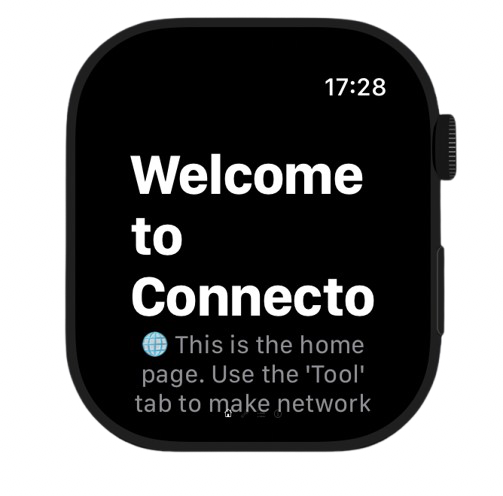 17:28
Welcome
to
Connecto
🌐 This is the home
page. Use the 'Tool'
tab to make network